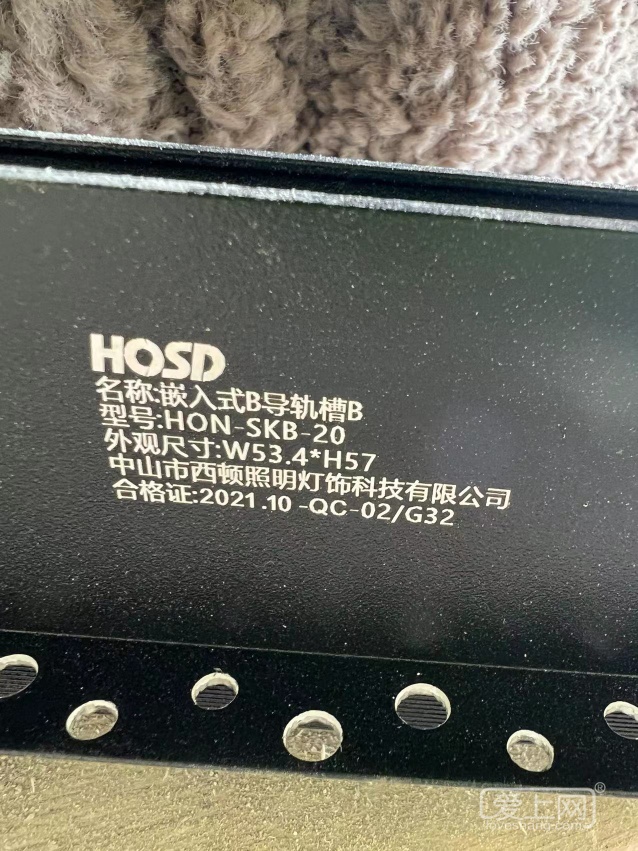 HOSD
名称:嵌入式B导轨槽B
型号:HON-SKB-20
外观尺寸:W53.4*H57
中山市西顿照明灯饰科技有限公司
合格证:2021.10 -QC-02/G32
爱上网®